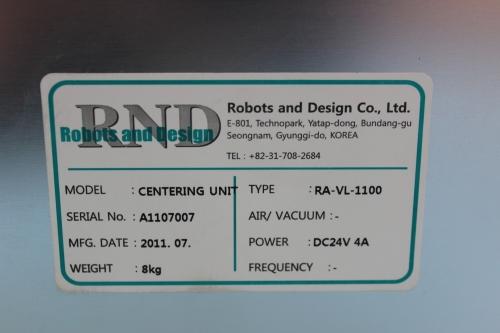 RND
Robots and Design
Robots and Design Co., Ltd.
E-801, Technopark, Yatap-dong, Bundang-gu
Seongnam, Gyunggi-do, KOREA
TEL : +82-31-708-2684
MODEL : CENTERING UNIT
TYPE : RA-VL-1100
SERIAL No. : A1107007
AIR/ VACUUM : -
MFG. DATE : 2011. 07.
POWER : DC24V 4A
WEIGHT : 8kg
FREQUENCY : -